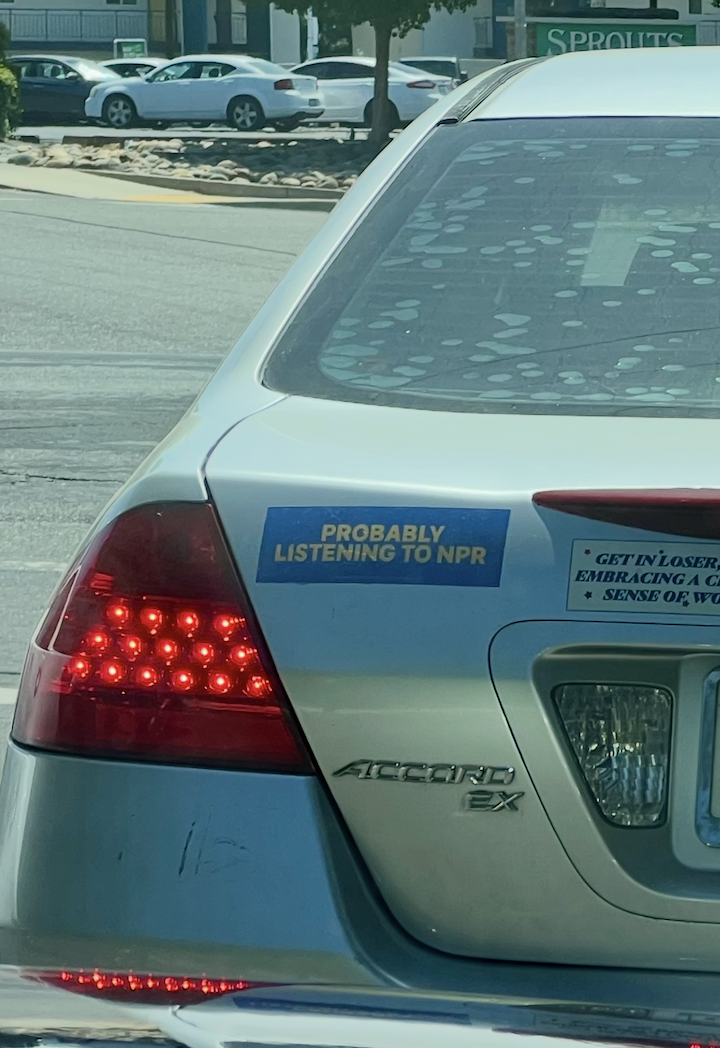 SPROUTS
PROBABLY
LISTENING TO NPR
GET IN LOSER,
EMBRACING A
SENSE OF
ACCORD
EX